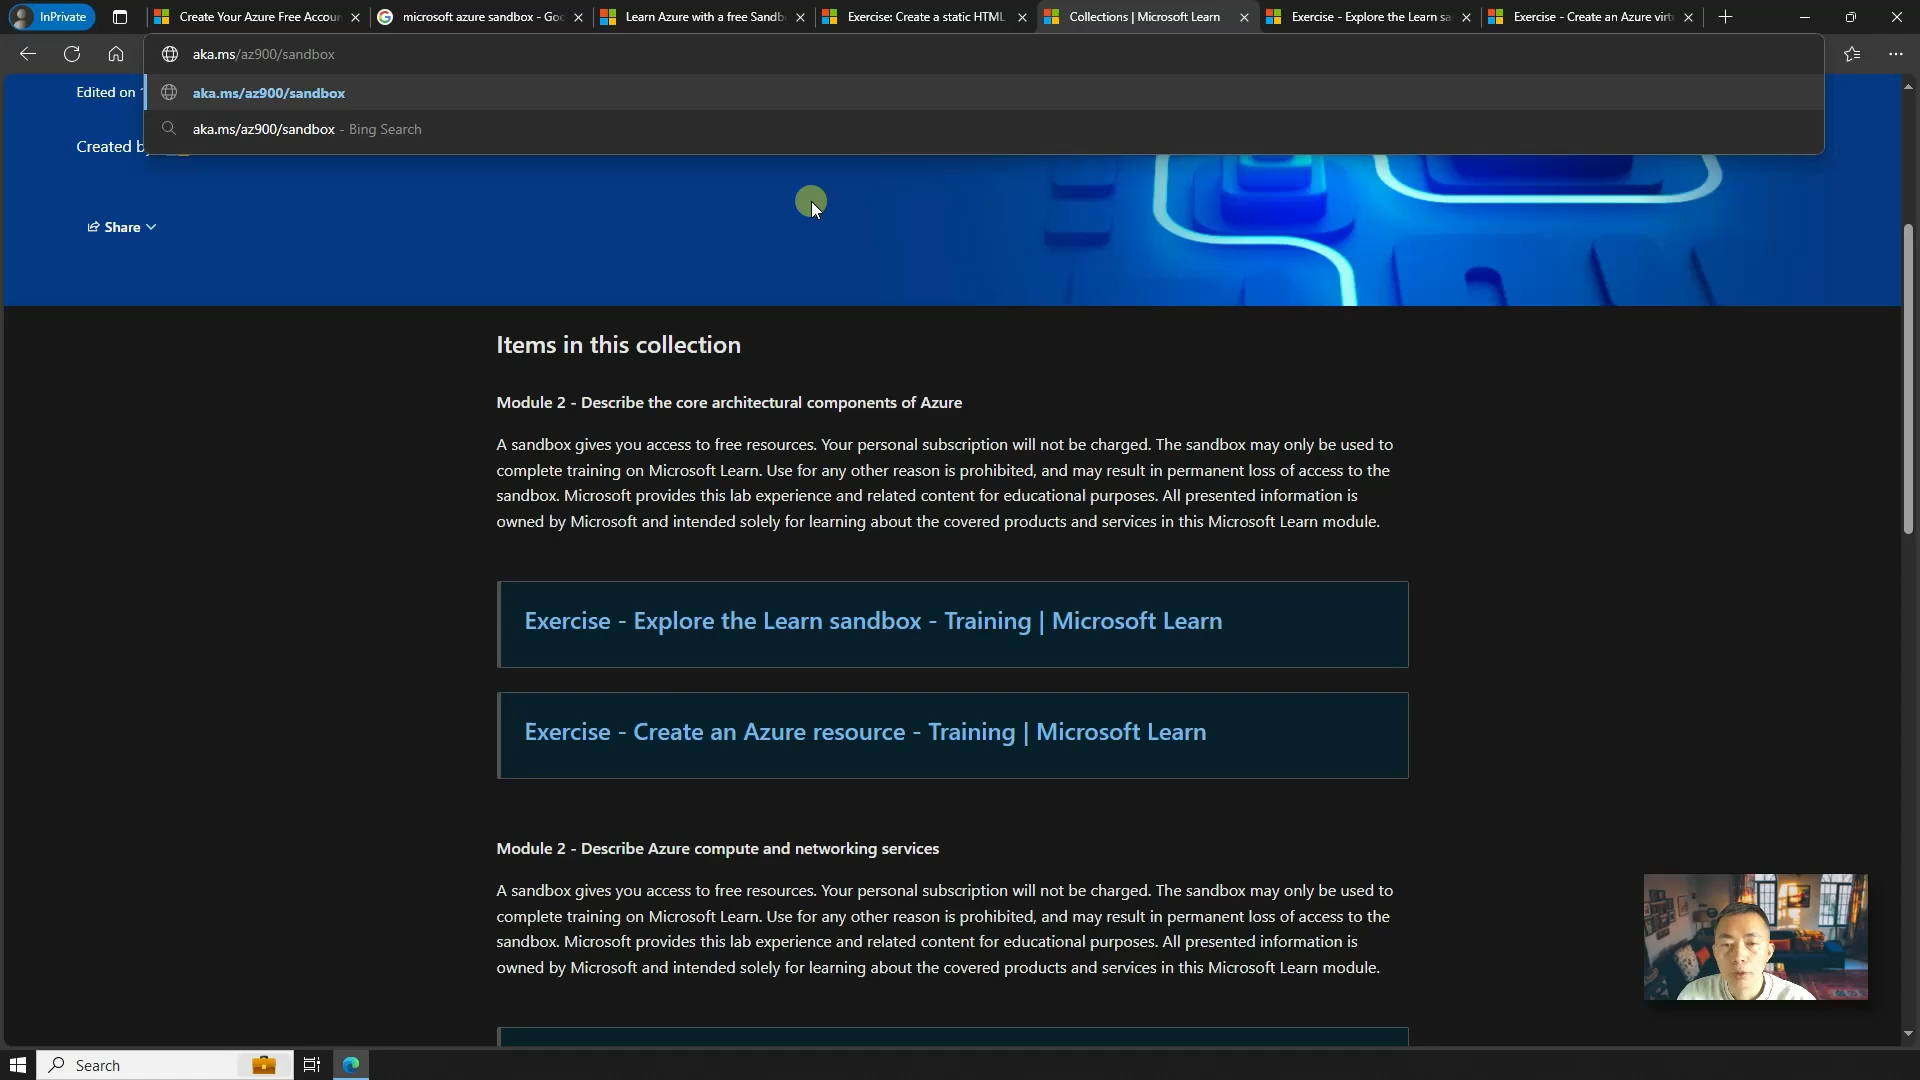 InPrivate
Create Your Azure Free Accoun
microsoft azure sandbox - Goo
Learn Azure with a free Sandb
Exercise: Create a static HTML
Collections | Microsoft Learn
Exercise - Explore the Learn sa
Exercise - Create an Azure virt
aka.ms/az900/sandbox
aka.ms/az900/sandbox
aka.ms/az900/sandbox - Bing Search
Edited on
Created by
Share
Items in this collection
Module 2 - Describe the core architectural components of Azure
A sandbox gives you access to free resources. Your personal subscription will not be charged. The sandbox may only be used to
complete training on Microsoft Learn. Use for any other reason is prohibited, and may result in permanent loss of access to the
sandbox. Microsoft provides this lab experience and related content for educational purposes. All presented information is
owned by Microsoft and intended solely for learning about the covered products and services in this Microsoft Learn module.
Exercise - Explore the Learn sandbox - Training | Microsoft Learn
Exercise - Create an Azure resource - Training | Microsoft Learn
Module 2 - Describe Azure compute and networking services
A sandbox gives you access to free resources. Your personal subscription will not be charged. The sandbox may only be used to
complete training on Microsoft Learn. Use for any other reason is prohibited, and may result in permanent loss of access to the
sandbox. Microsoft provides this lab experience and related content for educational purposes. All presented information is
owned by Microsoft and intended solely for learning about the covered products and services in this Microsoft Learn module.
Search